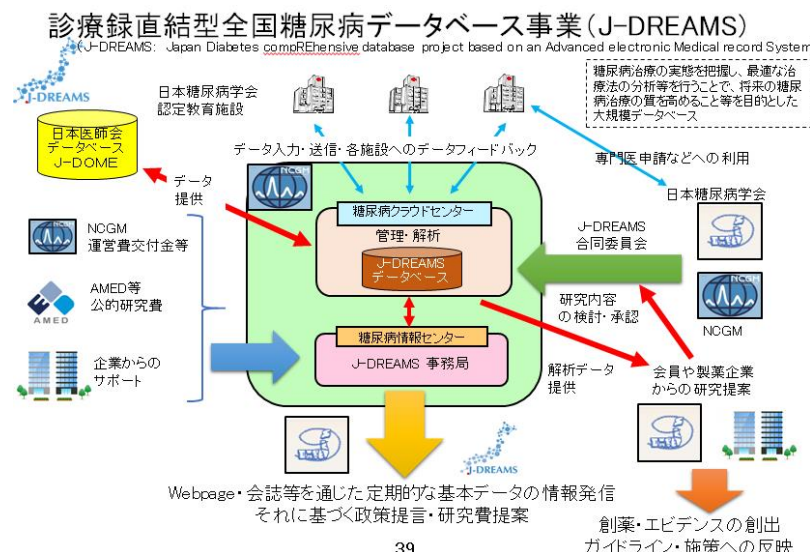 診療録直結型全国糖尿病データベース事業(J-DREAMS)
(J-DREAMS: Japan Diabetes compREhensive database project based on an Advanced electronic Medical record System
J-DREAMS
糖尿病治療の実態を把握し、最適な治
療法の分析等を行うことで、将来の糖尿
病治療の質を高めること等を目的とした
大規模データベース
日本糖尿病学会
認定教育施設
日本医師会
データベース
J-DOME
データ入力・送信・各施設へのデータフィードバック
専門医申請などへの利用
データ
提供
NCGM
糖尿病クラウドセンター
管理・解析
J-DREAMS
データベース
日本糖尿病学会
J-DREAMS
合同委員会
NCGM
運営費交付金等
AMED
AMED等
公的研究費
企業からの
サポート
研究内容
の検討・承認
NCGM
NCGM
糖尿病情報センター
J-DREAMS 事務局
解析データ
提供
会員や製薬企業
からの研究提案
J-DREAMS
Webpage・会誌等を通じた定期的な基本データの情報発信
それに基づく政策提言・研究費提案
創薬・エビデンスの創出
ガイドライン・施策への反映
39